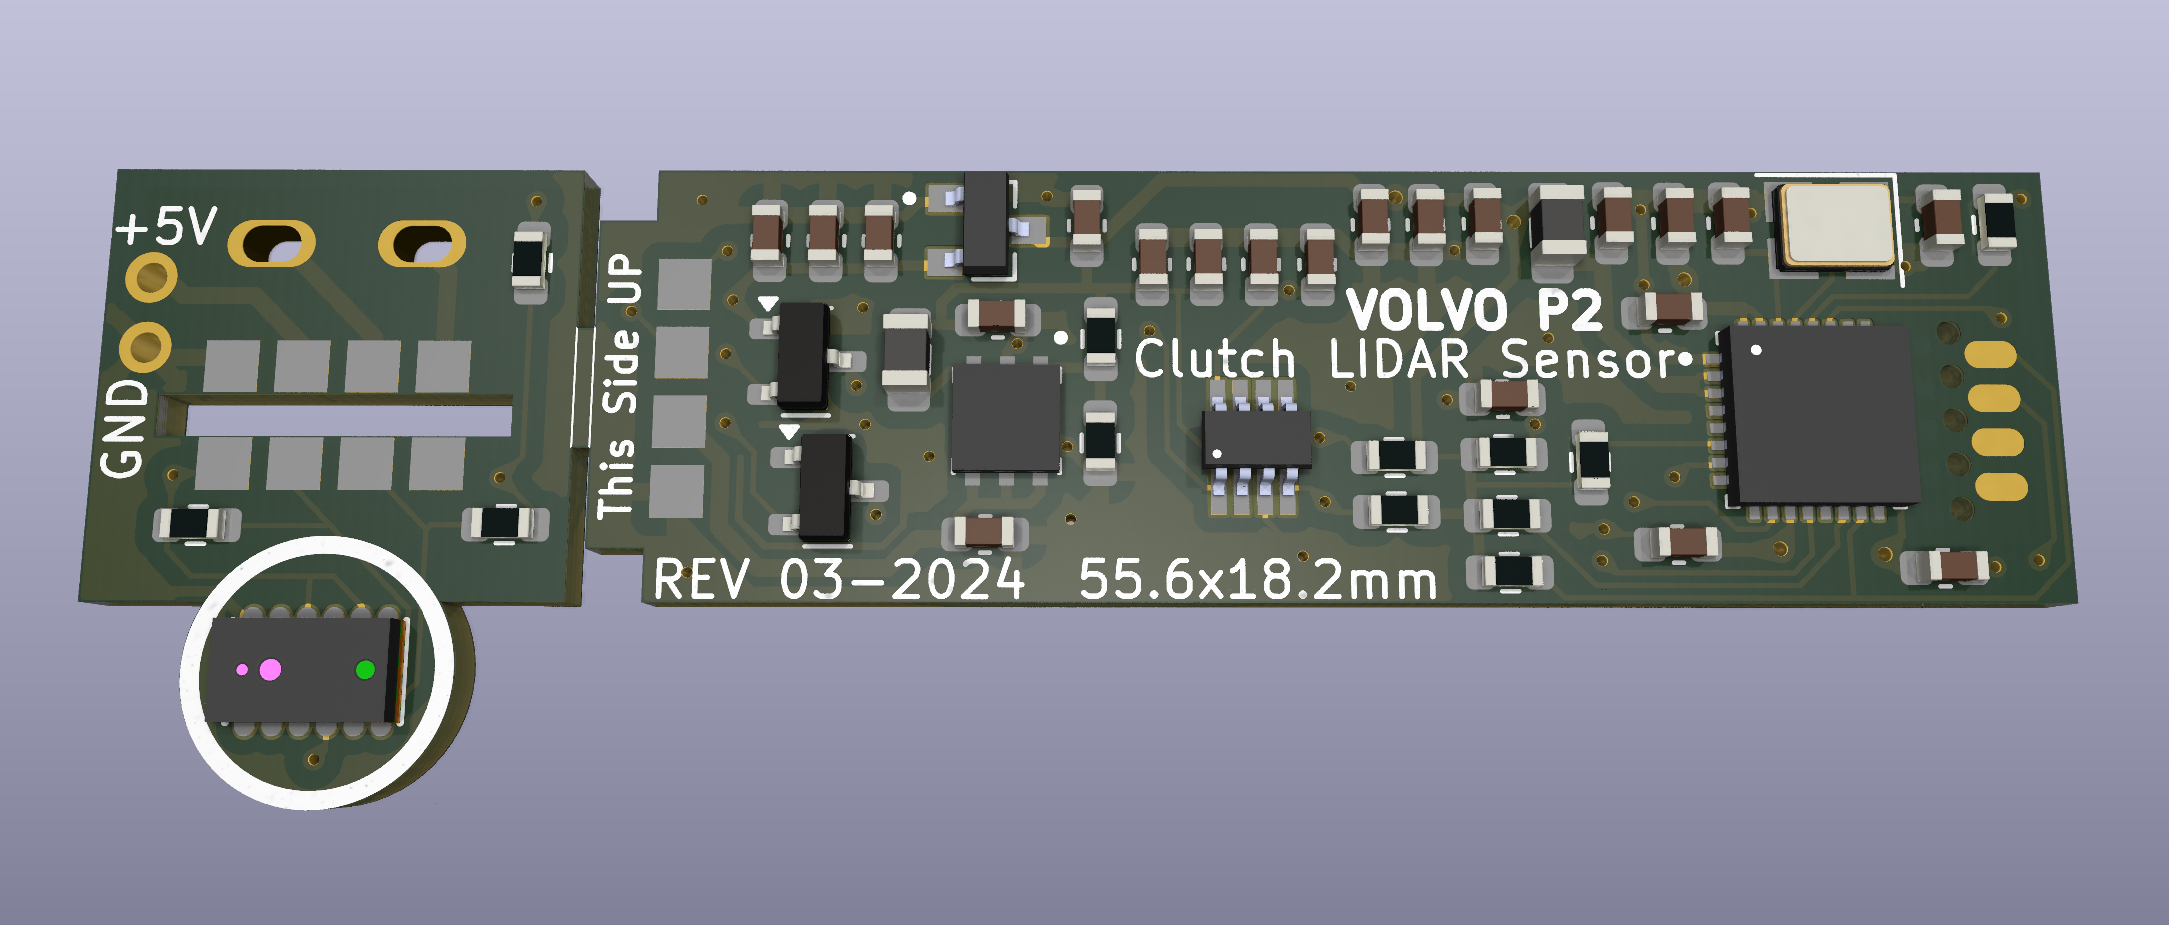 +5V
GND
This Side UP
VOLVO P2
Clutch LIDAR Sensor
REV 03-2024 55.6x18.2mm